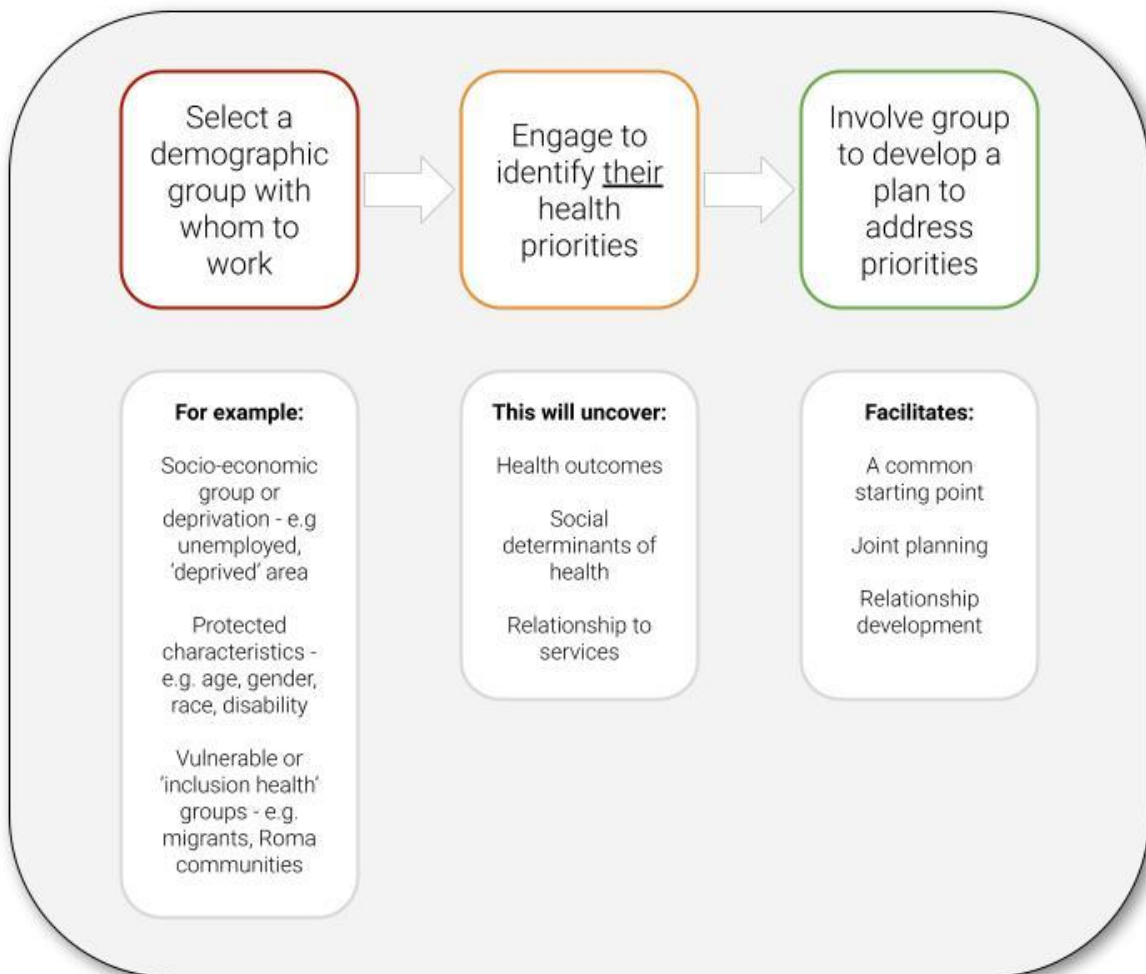 Select a
demographic
group with
whom to
work
Engage to
identify their
health
priorities
Involve group
to develop a
plan to
address
priorities
For example:
Socio-economic
group or
deprivation - e.g
unemployed,
‘deprived’ area
Protected
characteristics -
e.g. age, gender,
race, disability
Vulnerable or
‘inclusion health’
groups - e.g.
migrants, Roma
communities
This will uncover:
Health outcomes
Social
determinants of
health
Relationship to
services
Facilitates:
A common
starting point
Joint planning
Relationship
development